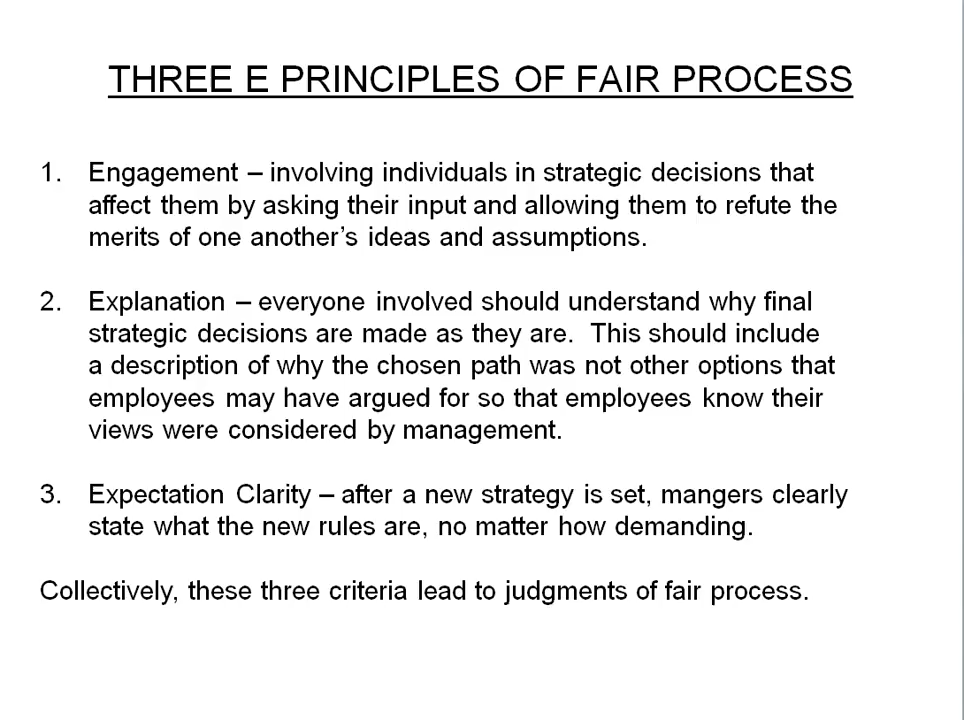 THREE E PRINCIPLES OF FAIR PROCESS
1. Engagement – involving individuals in strategic decisions that
affect them by asking their input and allowing them to refute the
merits of one another’s ideas and assumptions.
2. Explanation – everyone involved should understand why final
strategic decisions are made as they are.  This should include
a description of why the chosen path was not other options that
employees may have argued for so that employees know their
views were considered by management.
3. Expectation Clarity – after a new strategy is set, mangers clearly
state what the new rules are, no matter how demanding.
Collectively, these three criteria lead to judgments of fair process.